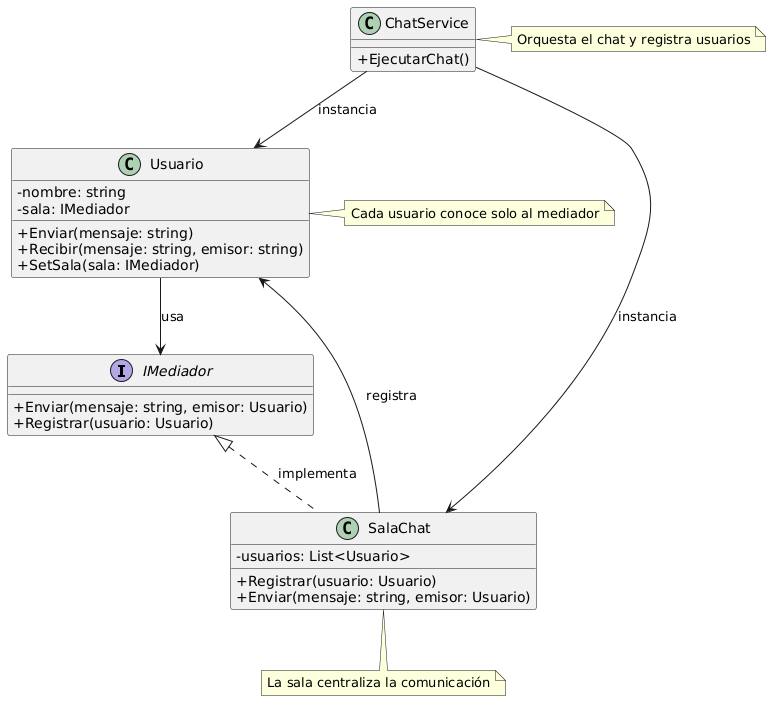 C ChatService
+EjecutarChat()
Orquesta el chat y registra usuarios
instancia
C Usuario
-nombre: string
-sala: IMediador
+Enviar(mensaje: string)
+Recibir(mensaje: string, emisor: string)
+SetSala(sala: IMediador)
Cada usuario conoce solo al mediador
usa
instancia
I IMediador
+Enviar(mensaje: string, emisor: Usuario)
+Registrar(usuario: Usuario)
registra
implementa
C SalaChat
-usuarios: List<Usuario>
+Registrar(usuario: Usuario)
+Enviar(mensaje: string, emisor: Usuario)
La sala centraliza la comunicación